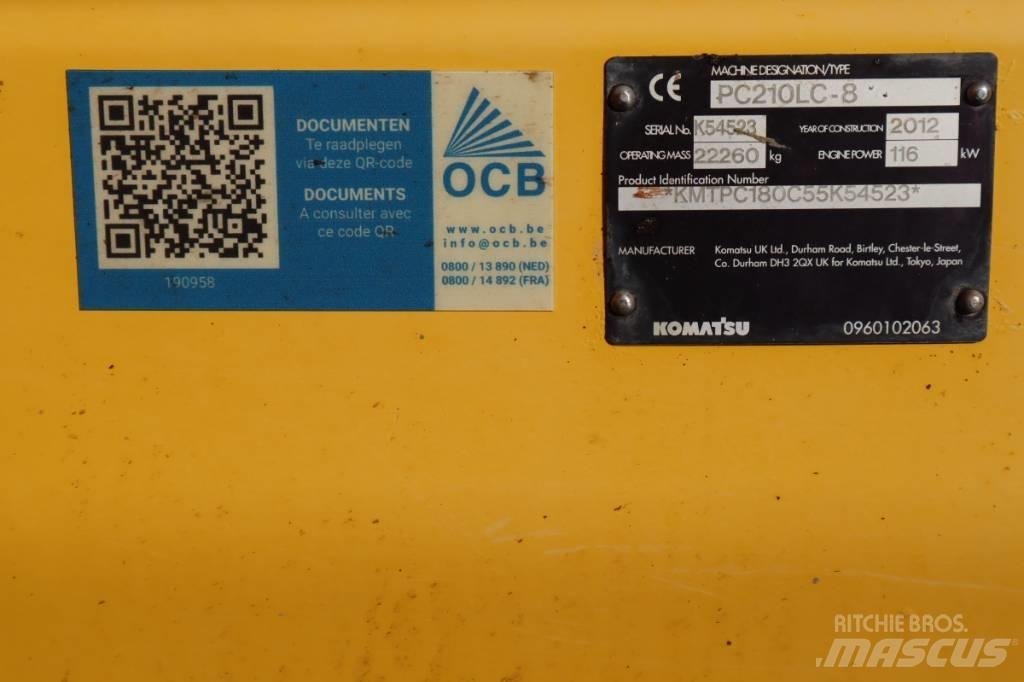 DOCUMENTEN
Te raadplegen
via deze QR-code
DOCUMENTS
A consulter avec
ce code QR
190958
OCB
www.ocb.be
info@ocb.be
0800 / 13 890 (NED)
0800 / 14 892 (FRA)
CE
MACHINE DESIGNATION/TYPE
PC210LC-8
SERIAL No. K54523 YEAR OF CONSTRUCTION 2012
OPERATING MASS 22260 kg ENGINE POWER 116 kW
Product Identification Number
*KMTPC180C55K54523*
MANUFACTURER Komatsu UK Ltd., Durham Road, Birtley, Chester-le-Street,
Co. Durham DH3 2QX UK for Komatsu Ltd., Tokyo, Japan
KOMATSU 0960102063
RITCHIE BROS.
MASCUS